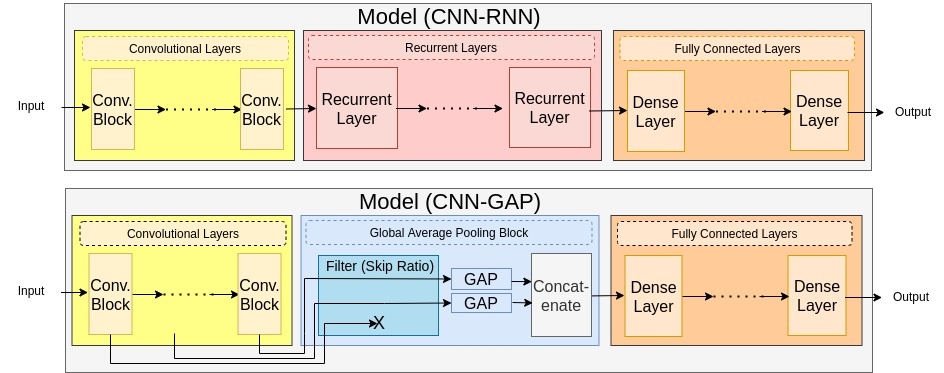 Model (CNN-RNN)
Convolutional Layers
Recurrent Layers
Fully Connected Layers
Input
Conv.
Block
Conv.
Block
Recurrent
Layer
Recurrent
Layer
Dense
Layer
Dense
Layer
Output
Model (CNN-GAP)
Convolutional Layers
Global Average Pooling Block
Fully Connected Layers
Input
Conv.
Block
Conv.
Block
Filter (Skip Ratio)
X
GAP
GAP
Concat-
enate
Dense
Layer
Dense
Layer
Output